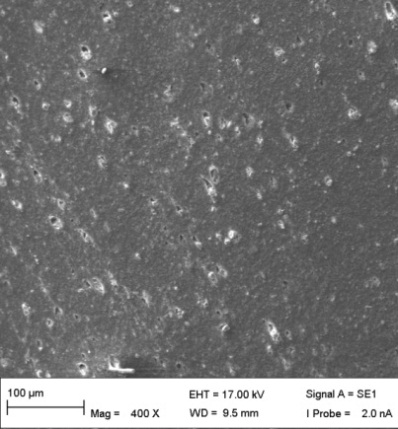 100 µm
EHT = 17.00 kV
Signal A = SE1
Mag = 400 X
WD = 9.5 mm
I Probe = 2.0 nA